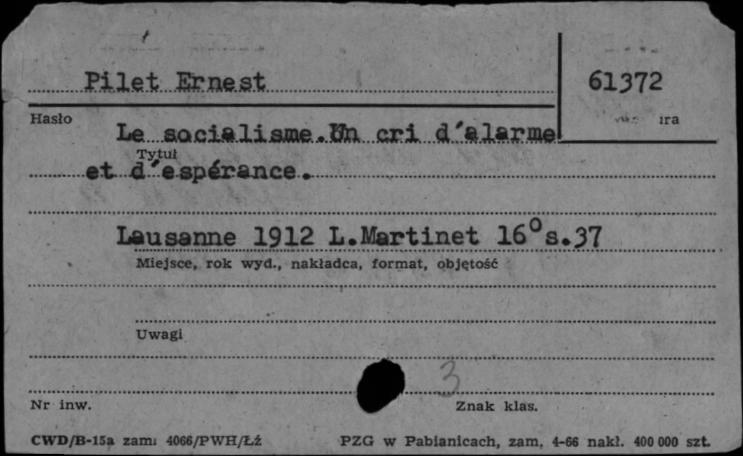 Pilet Ernest
61372
Hasło
Le socialisme.Un cri d'alarme
Tytuł
et d'espérance.
Lausanne 1912 L.Martinet 16° s.37
Miejsce, rok wyd., nakładca, format, objętość
Uwagi
3
Nr inw.
Znak klas.
CWD/B-15a zam: 4066/PWH/Łź
PZG w Pabianicach, zam. 4-66 nakł. 400 000 szt.